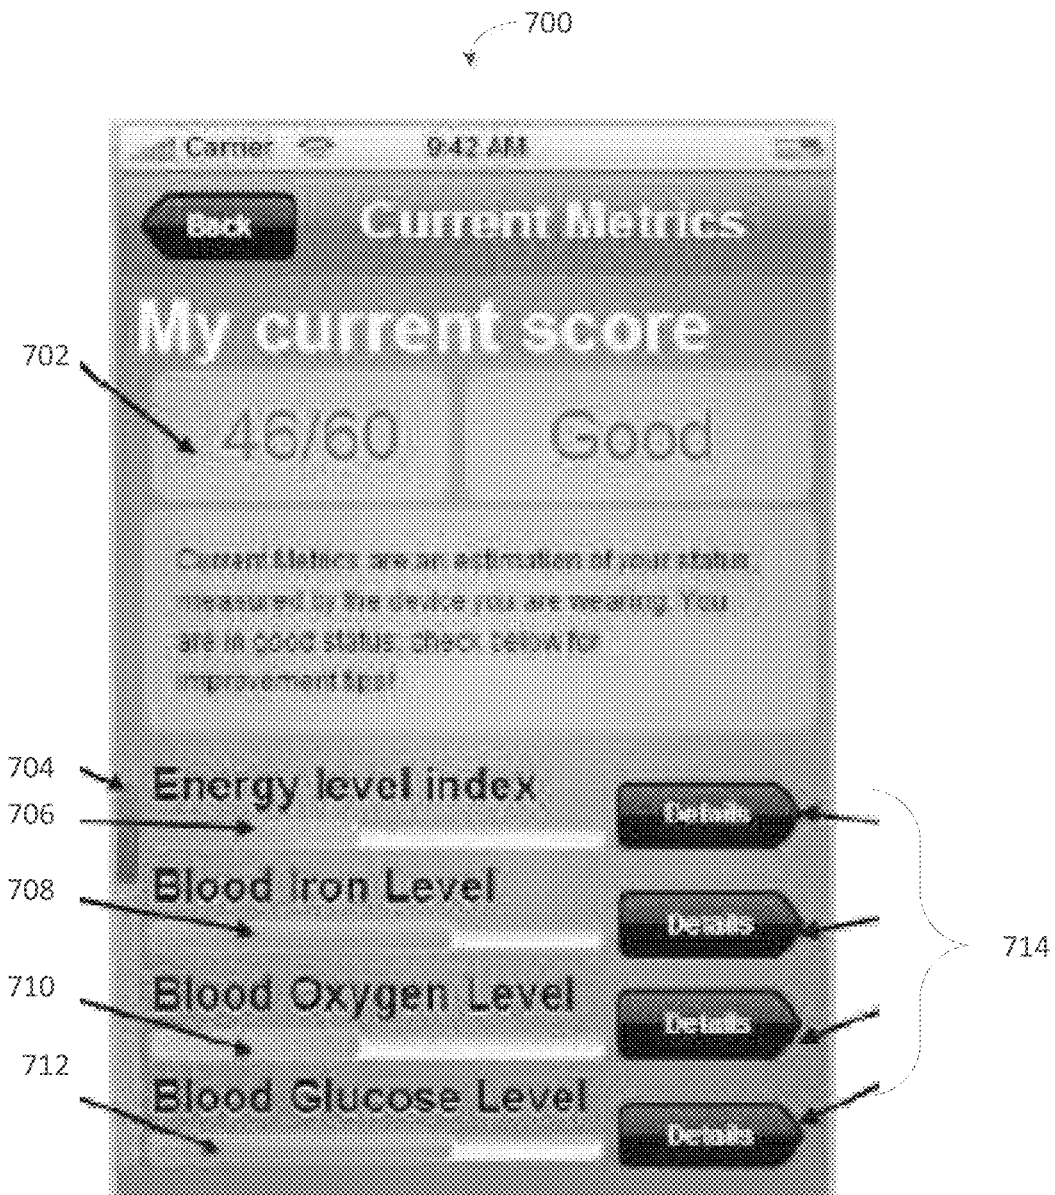 700
Carrier 9:42 AM
Back Current Metrics
My current score
702
46/60 Good
Current Metrics are an estimation of your status,
measured by the device you are wearing. You
are in good status, check below for
improvement tips!
704
Energy level index
Details
706
Blood Iron Level
708
Details
714
Blood Oxygen Level
710
Details
712
Blood Glucose Level
Details